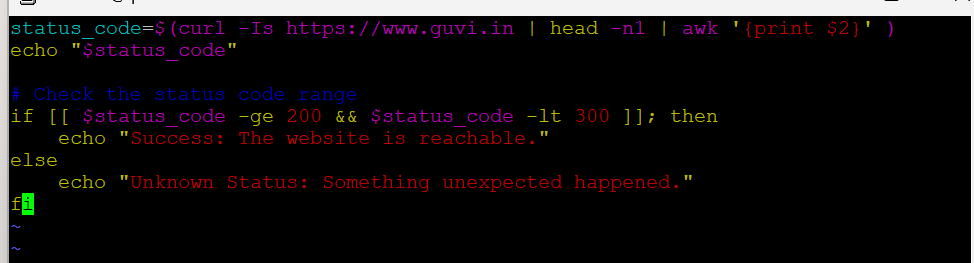 status_code=$(curl -Is https://www.guvi.in | head -n1 | awk '{print $2}' )
echo "$status_code"
# Check the status code range
if [[ $status_code -ge 200 && $status_code -lt 300 ]]; then
    echo "Success: The website is reachable."
else
    echo "Unknown Status: Something unexpected happened."
fi
~
~